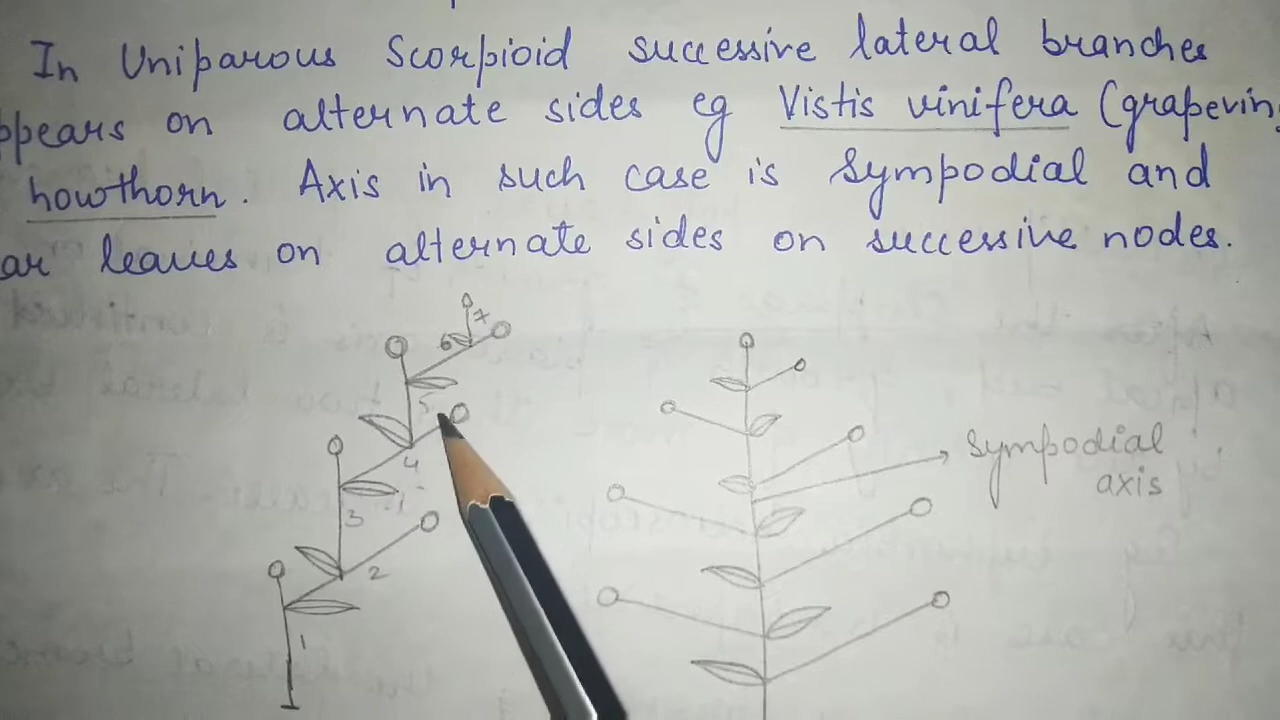 In Uniparous Scorpioid successive lateral branches
ppears on alternate sides eg Vistis vinifera (grapevin
howthorn. Axis in such case is Sympodial and
ar leaves on alternate sides on successive nodes.
7
6
5
4
Sympodial
axis
3
2
1